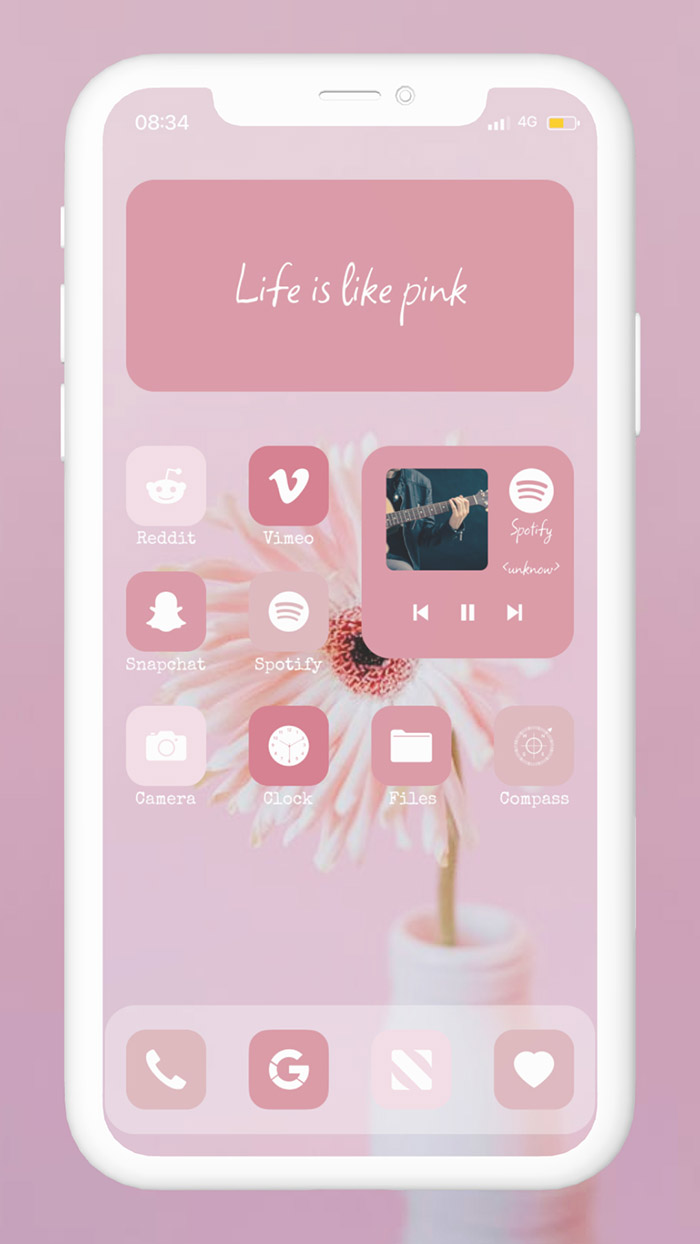 08:34
4G
Life is like pink
Reddit
Vimeo
Spotify
<unknow>
Snapchat
Spotify
Camera
Clock
Files
Compass
G